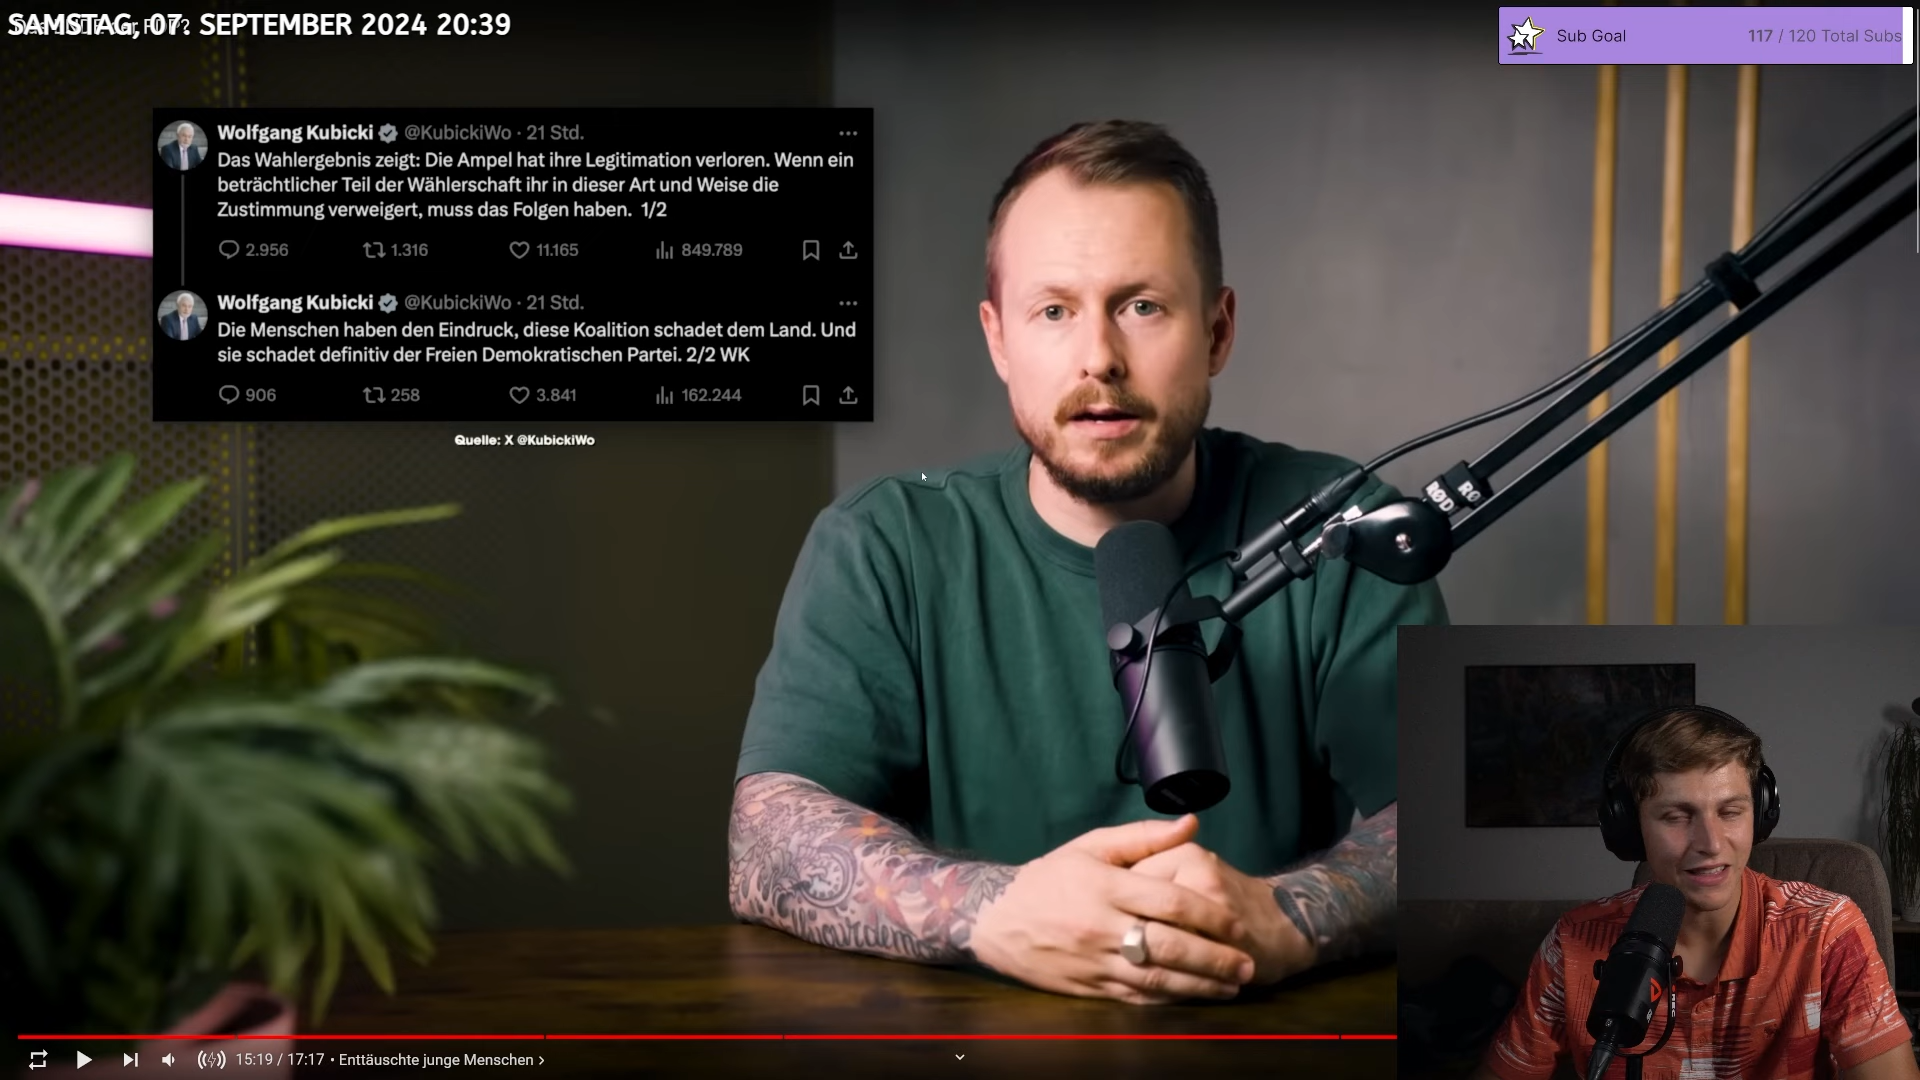 SAMSTAG, 07. SEPTEMBER 2024 20:39
Sub Goal
117 / 120 Total Subs
Wolfgang Kubicki @KubickiWo · 21 Std.
Das Wahlergebnis zeigt: Die Ampel hat ihre Legitimation verloren. Wenn ein
beträchtlicher Teil der Wählerschaft ihr in dieser Art und Weise die
Zustimmung verweigert, muss das Folgen haben. 1/2
2.956 1.316 11.165 849.789
Wolfgang Kubicki @KubickiWo · 21 Std.
Die Menschen haben den Eindruck, diese Koalition schadet dem Land. Und
sie schadet definitiv der Freien Demokratischen Partei. 2/2 WK
906 258 3.841 162.244
Quelle: X @KubickiWo
RØD
RØ
15:19 / 17:17 • Enttäuschte junge Menschen